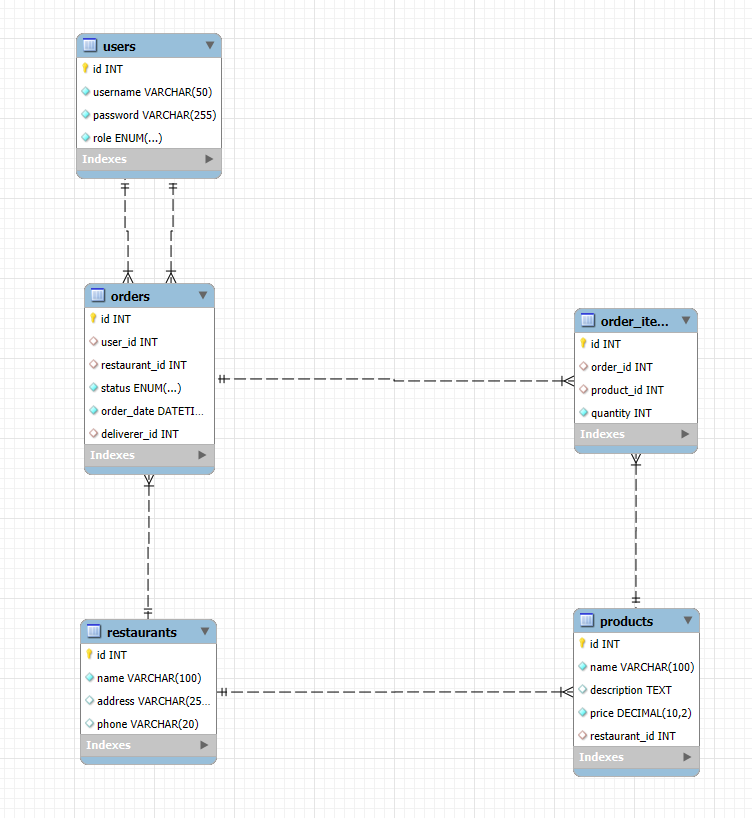 users
id INT
username VARCHAR(50)
password VARCHAR(255)
role ENUM(...)
Indexes
orders
id INT
user_id INT
restaurant_id INT
status ENUM(...)
order_date DATETI...
deliverer_id INT
Indexes
order_ite...
id INT
order_id INT
product_id INT
quantity INT
Indexes
restaurants
id INT
name VARCHAR(100)
address VARCHAR(25...
phone VARCHAR(20)
Indexes
products
id INT
name VARCHAR(100)
description TEXT
price DECIMAL(10,2)
restaurant_id INT
Indexes